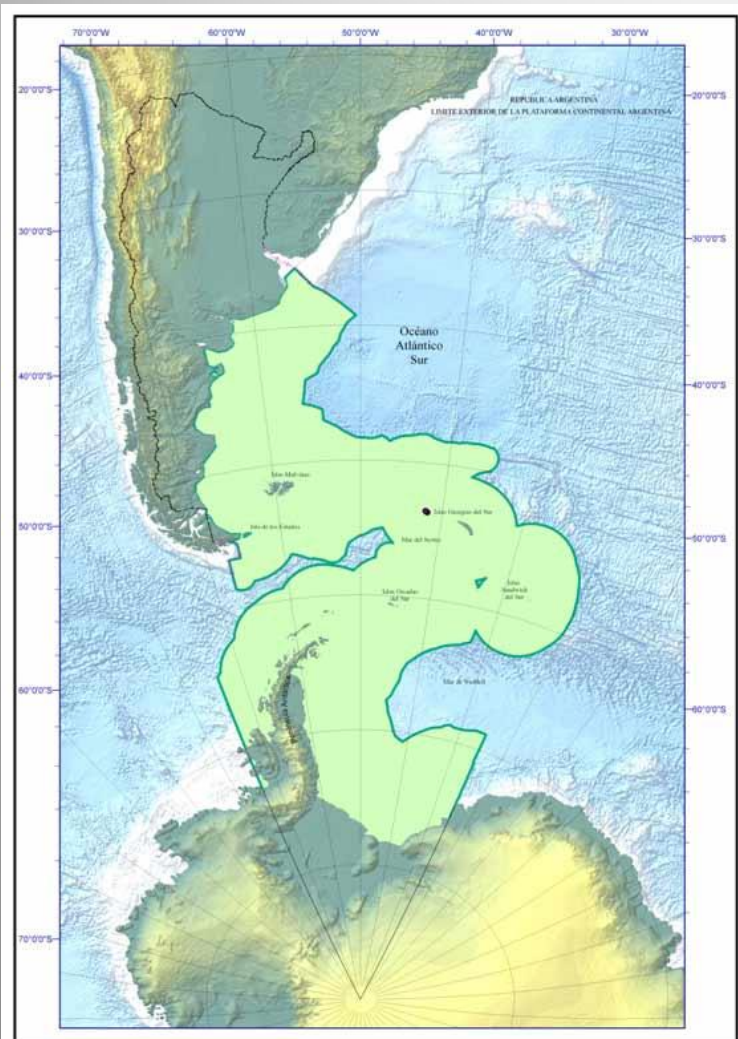 70°0'0"W 60°0'0"W 50°0'0"W 40°0'0"W 30°0'0"W
20°0'0"S 20°0'0"S
REPUBLICA ARGENTINA
LIMITE EXTERIOR DE LA PLATAFORMA CONTINENTAL ARGENTINA
30°0'0"S 30°0'0"S
Océano
Atlántico
Sur
40°0'0"S 40°0'0"S
Islas Malvinas
Islas Georgias del Sur
Isla de los Estados
50°0'0"S 50°0'0"S
Mar del Scotia
Islas
Sandwich
del Sur
Islas Orcadas
del Sur
Mar de Weddell
60°0'0"S 60°0'0"S
70°0'0"S